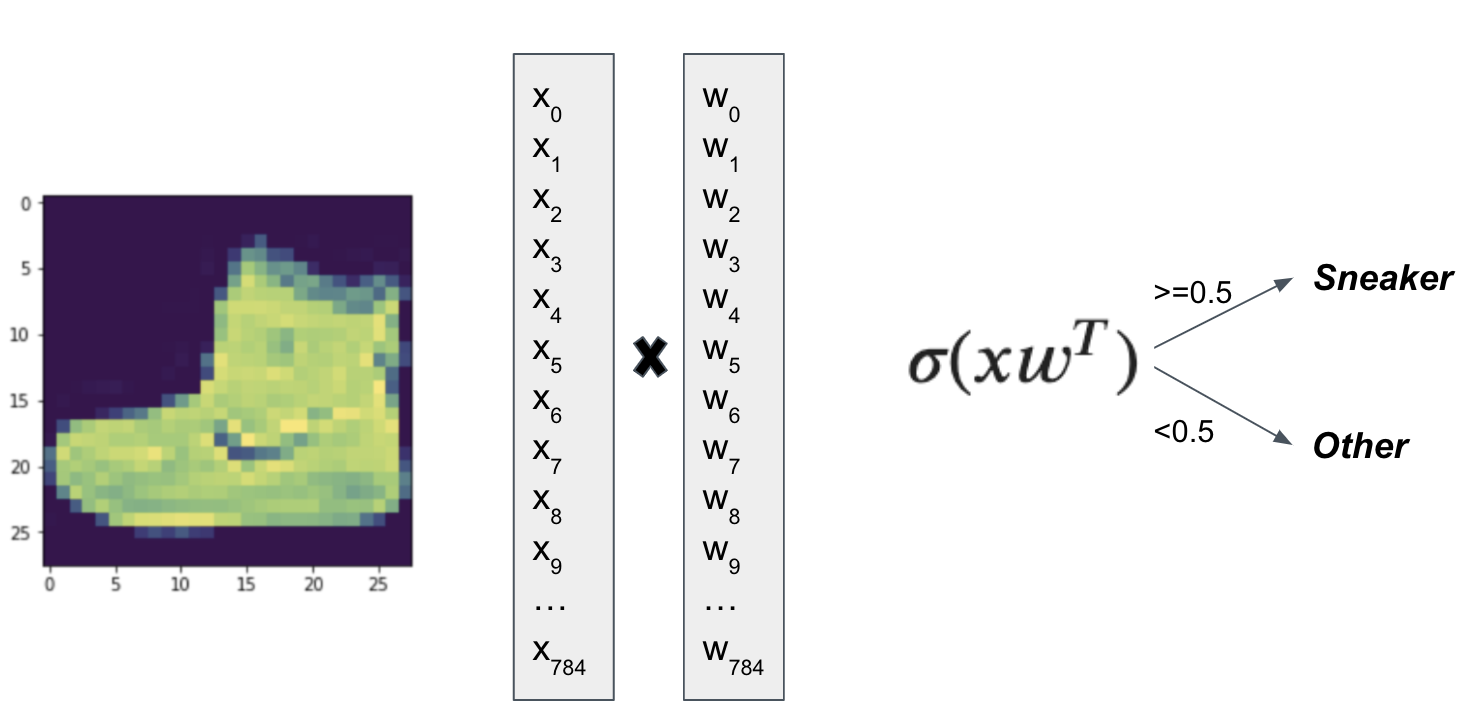 0
5
10
15
20
25
0 5 10 15 20 25
x₀
x₁
x₂
x₃
x₄
x₅
x₆
x₇
x₈
x₉
...
x₇₈₄
w₀
w₁
w₂
w₃
w₄
w₅
w₆
w₇
w₈
w₉
...
w₇₈₄
σ(xwᵀ)
>=0.5
Sneaker
<0.5
Other